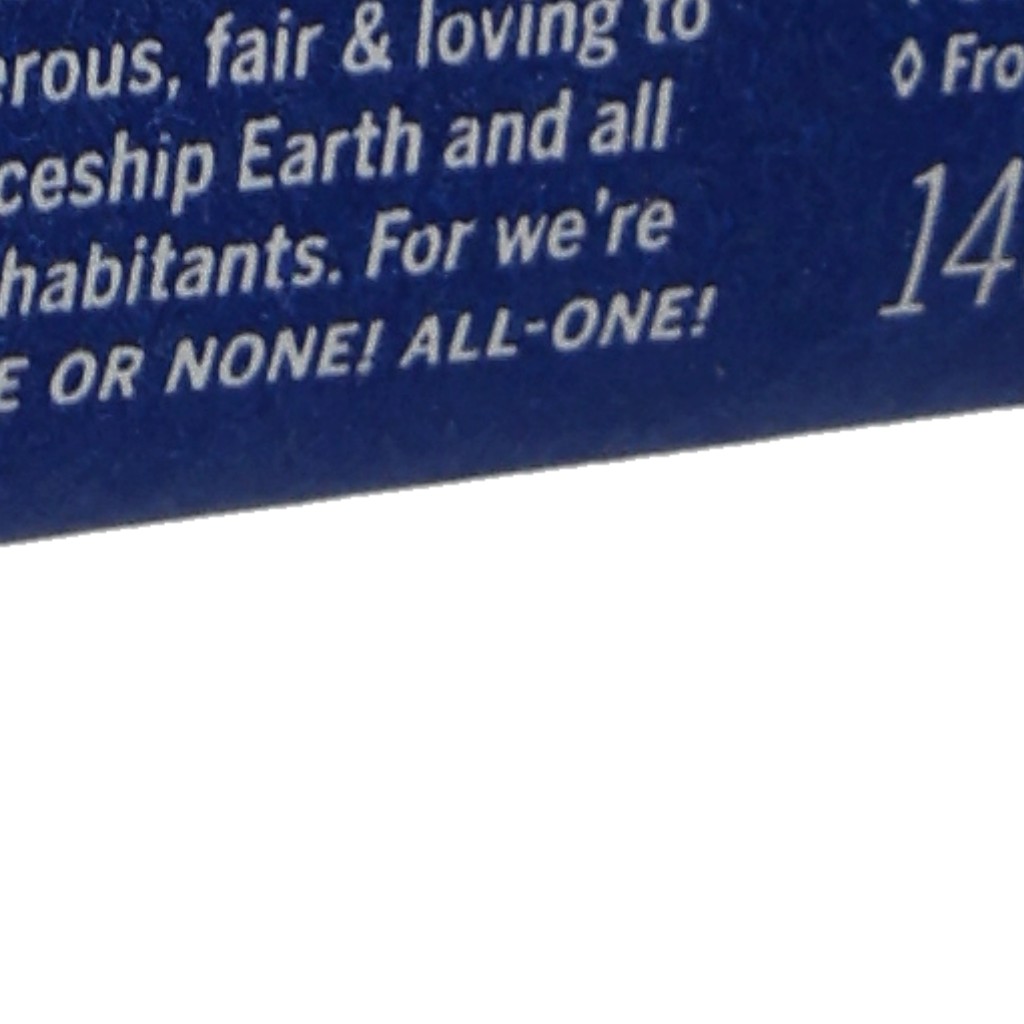 erous, fair & loving to
ceship Earth and all
habitants. For we're
E OR NONE! ALL-ONE!
◊ Fro
14